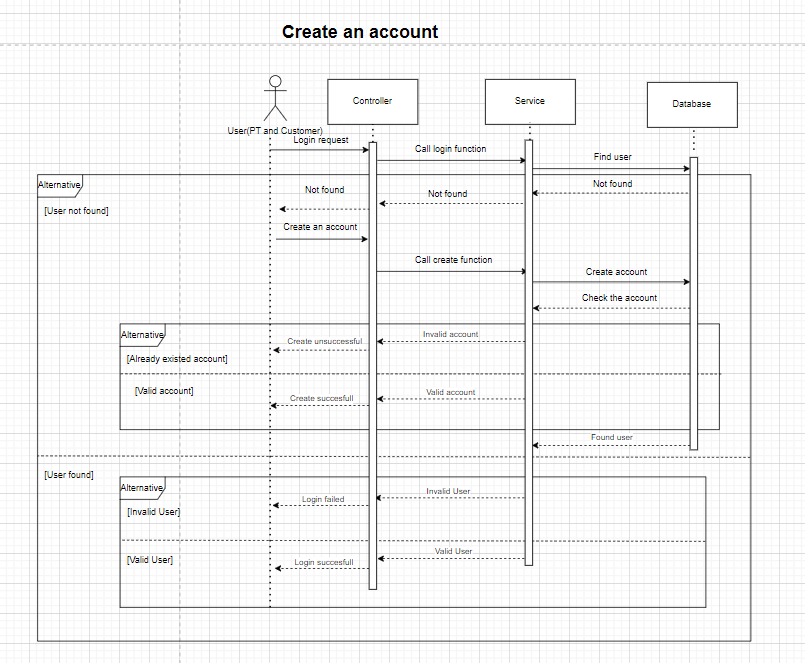 Create an account
Controller
Service
Database
User(PT and Customer)
Login request
Call login function
Find user
Alternative
Not found
Not found
Not found
[User not found]
Create an account
Call create function
Create account
Check the account
Alternative
Invalid account
Create unsuccessful
[Already existed account]
[Valid account]
Valid account
Create succesfull
Found user
[User found]
Alternative
Invalid User
Login failed
[Invalid User]
Valid User
[Valid User]
Login succesfull